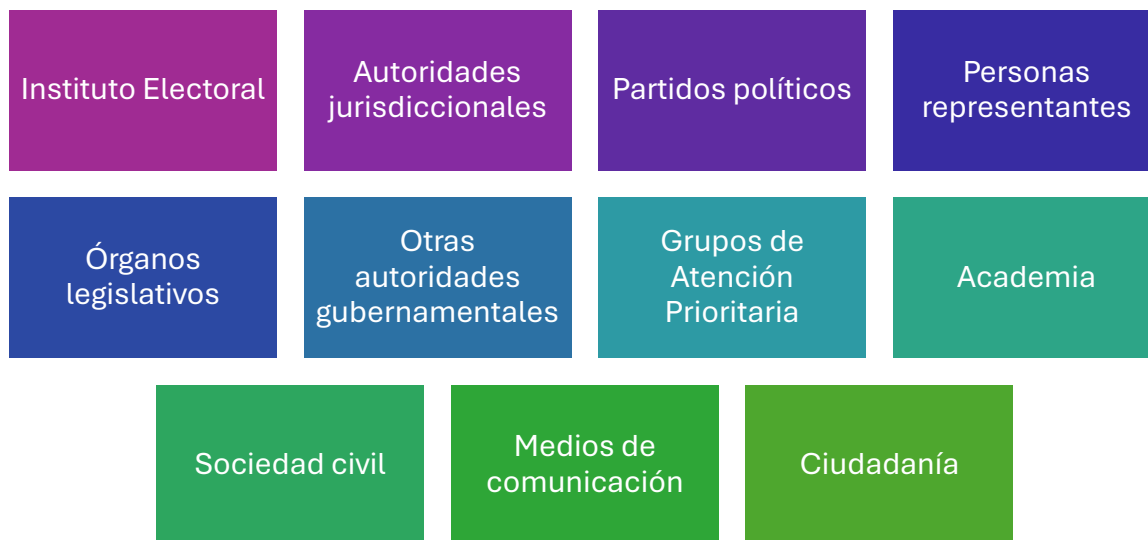 Instituto Electoral
Autoridades
jurisdiccionales
Partidos políticos
Personas
representantes
Órganos
legislativos
Otras
autoridades
gubernamentales
Grupos de
Atención
Prioritaria
Academia
Sociedad civil
Medios de
comunicación
Ciudadanía